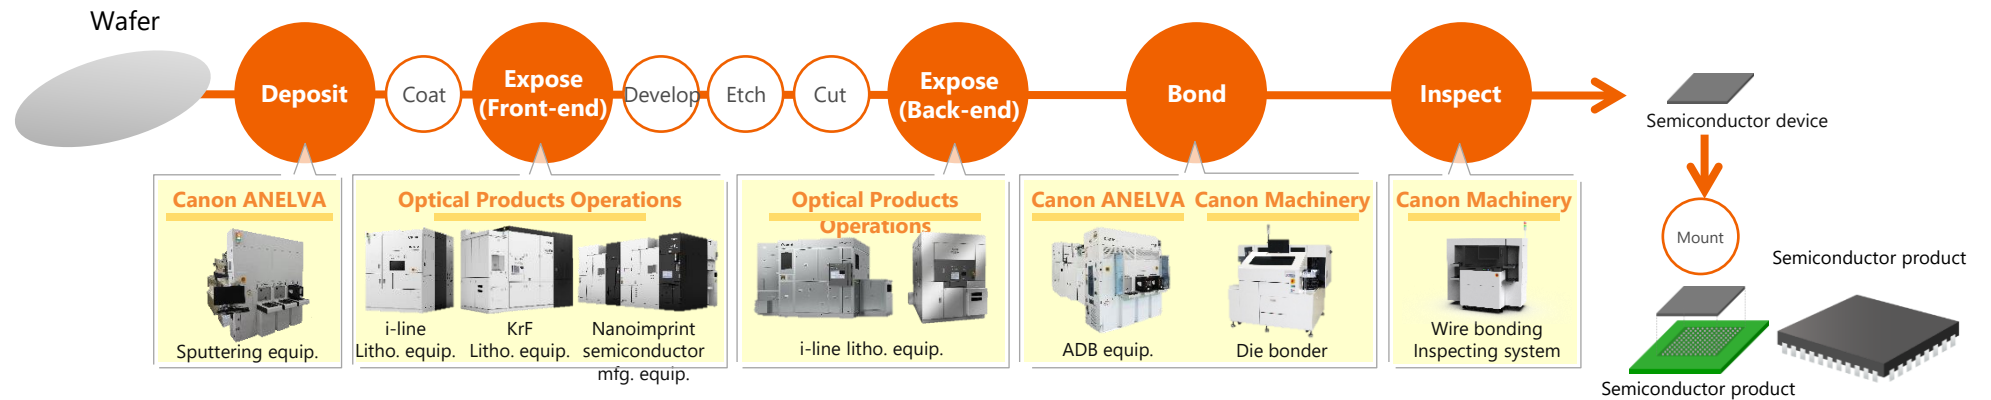 Wafer
Deposit
Coat
Expose
(Front-end)
Develop
Etch
Cut
Expose
(Back-end)
Bond
Inspect
Semiconductor device
Mount
Semiconductor product
Semiconductor product
Canon ANELVA
Sputtering equip.
Optical Products Operations
i-line
Litho. equip.
KrF
Litho. equip.
Nanoimprint
semiconductor
mfg. equip.
Optical Products
Operations
i-line litho. equip.
Canon ANELVA
ADB equip.
Canon Machinery
Die bonder
Canon Machinery
Wire bonding
Inspecting system